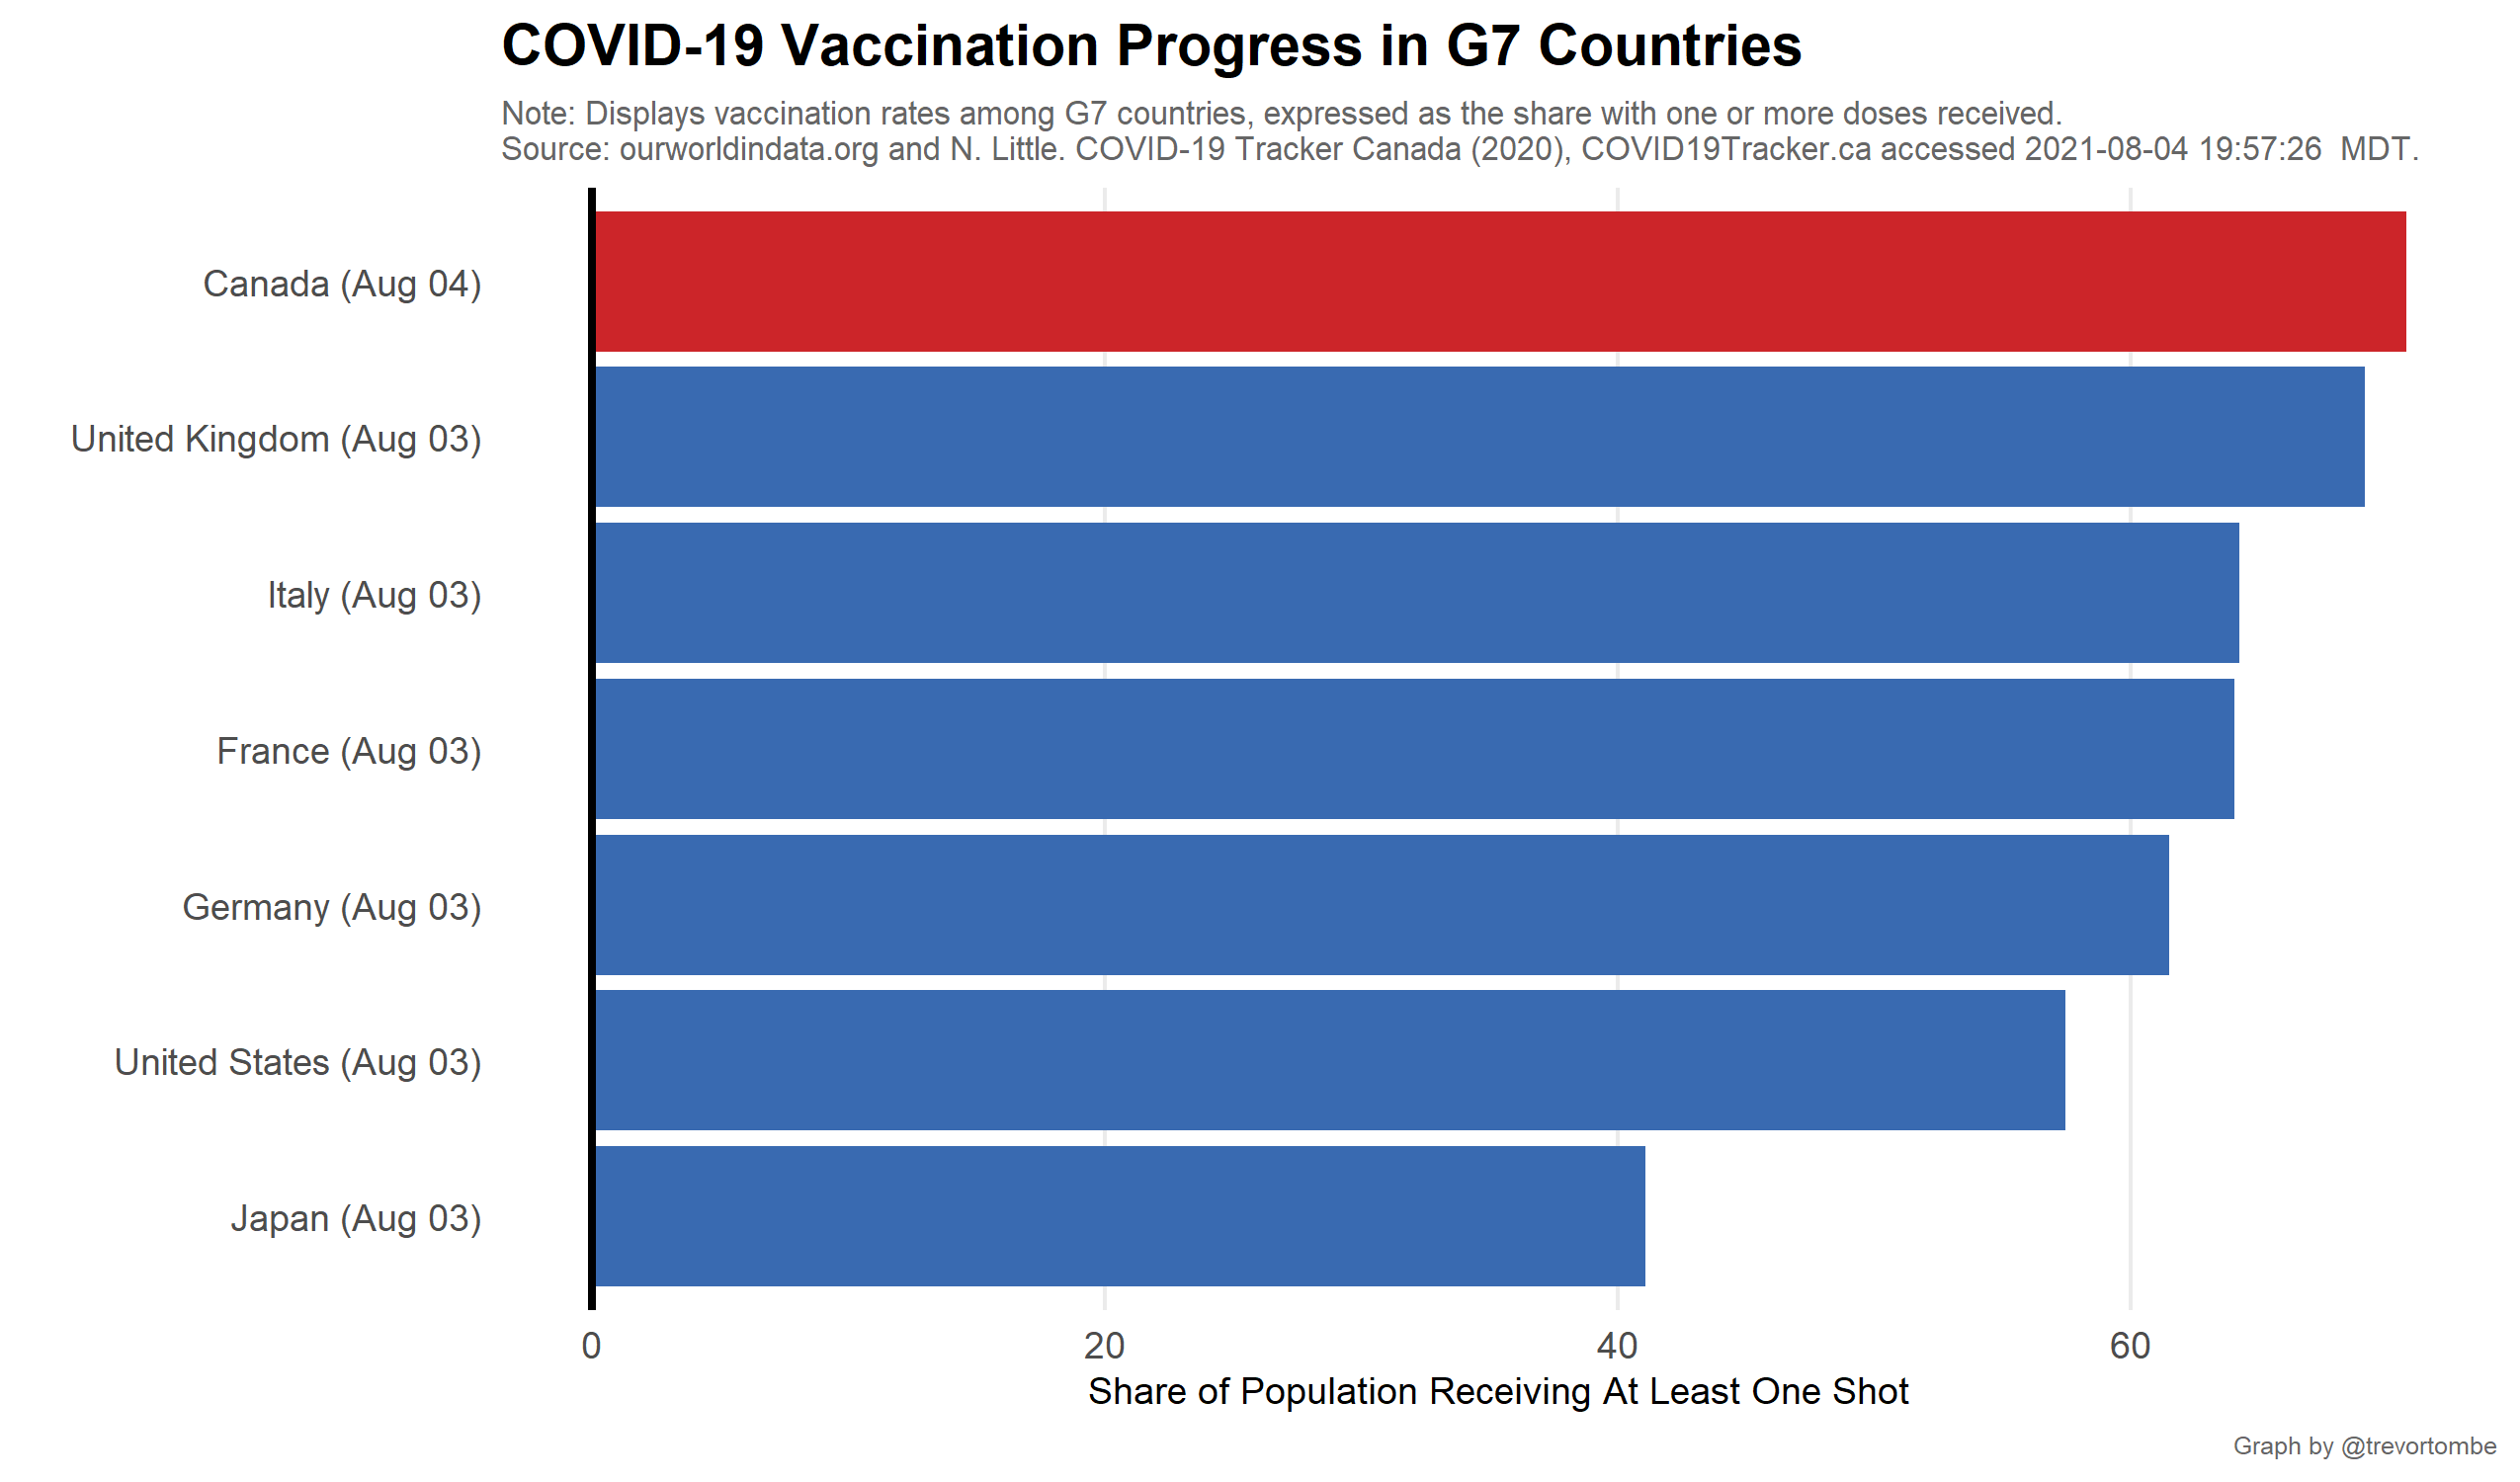 COVID-19 Vaccination Progress in G7 Countries
Note: Displays vaccination rates among G7 countries, expressed as the share with one or more doses received.
Source: ourworldindata.org and N. Little. COVID-19 Tracker Canada (2020), COVID19Tracker.ca accessed 2021-08-04 19:57:26  MDT.
Canada (Aug 04)
United Kingdom (Aug 03)
Italy (Aug 03)
France (Aug 03)
Germany (Aug 03)
United States (Aug 03)
Japan (Aug 03)
0 20 40 60
Share of Population Receiving At Least One Shot
Graph by @trevortombe